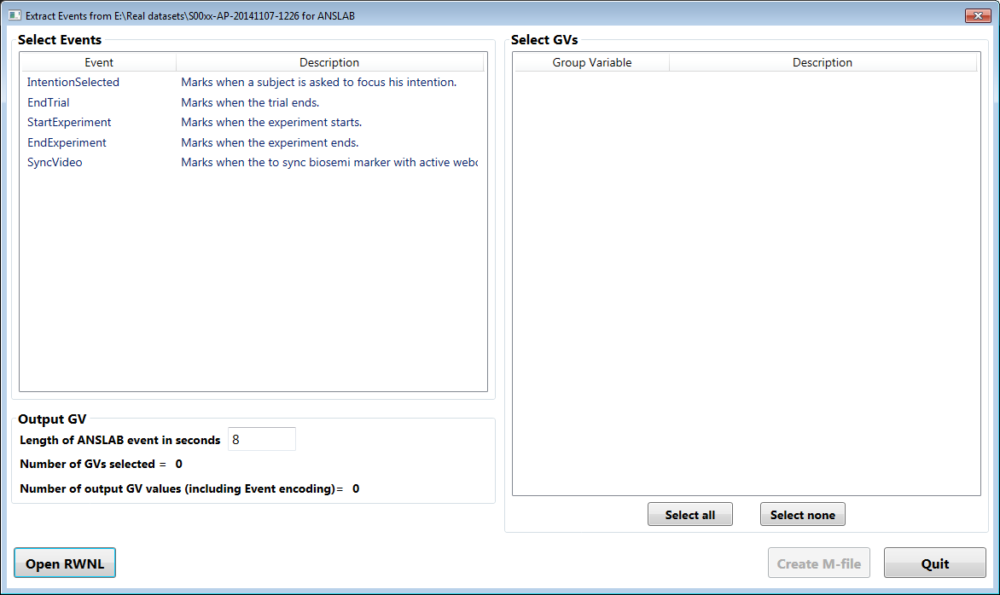 Extract Events from E:\Real datasets\S00xx-AP-20141107-1226 for ANSLAB
Select Events
Event Description
IntentionSelected Marks when a subject is asked to focus his intention.
EndTrial Marks when the trial ends.
StartExperiment Marks when the experiment starts.
EndExperiment Marks when the experiment ends.
SyncVideo Marks when the to sync biosemi marker with active
Output GV
Length of ANSLAB event in seconds 8
Number of GVs selected = 0
Number of output GV values (including Event encoding)= 0
Select GVs
Group Variable Description
Select all Select none
Open RWNL Create M-file Quit